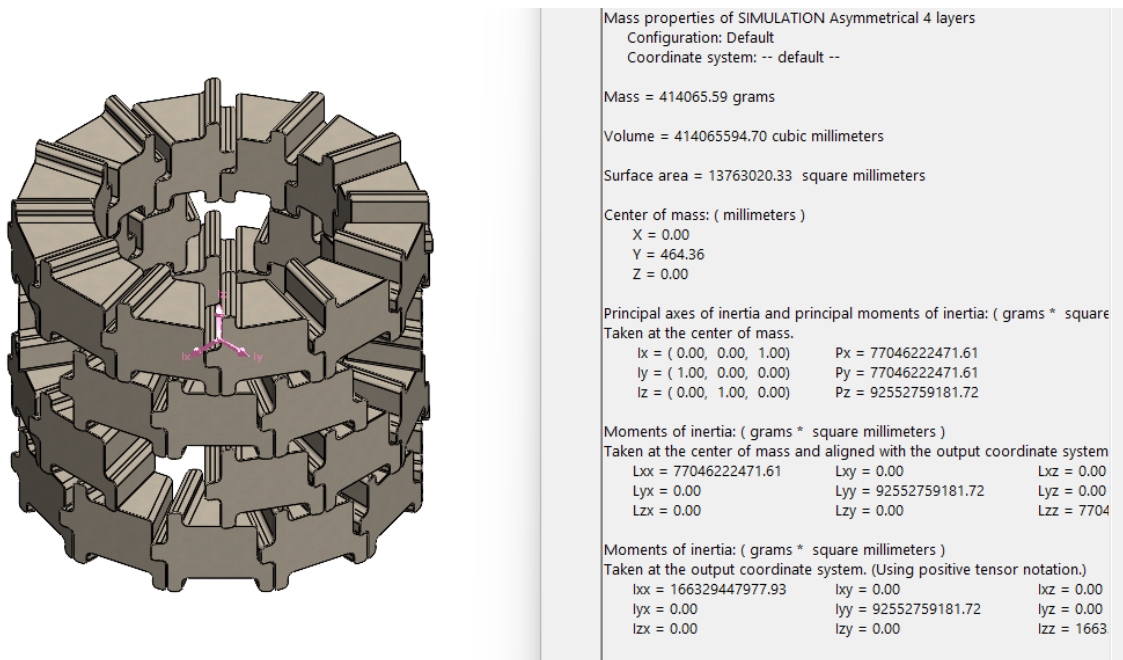 Mass properties of SIMULATION Asymmetrical 4 layers
Configuration: Default
Coordinate system: -- default --
Mass = 414065.59 grams
Volume = 414065594.70 cubic millimeters
Surface area = 13763020.33 square millimeters
Center of mass: ( millimeters )
X = 0.00
Y = 464.36
Z = 0.00
Principal axes of inertia and principal moments of inertia: ( grams * square
Taken at the center of mass.
Ix = ( 0.00, 0.00, 1.00) Px = 77046222471.61
Iy = ( 1.00, 0.00, 0.00) Py = 77046222471.61
Iz = ( 0.00, 1.00, 0.00) Pz = 92552759181.72
Moments of inertia: ( grams * square millimeters )
Taken at the center of mass and aligned with the output coordinate system
Lxx = 77046222471.61 Lxy = 0.00 Lxz = 0.00
Lyx = 0.00 Lyy = 92552759181.72 Lyz = 0.00
Lzx = 0.00 Lzy = 0.00 Lzz = 7704
Moments of inertia: ( grams * square millimeters )
Taken at the output coordinate system. (Using positive tensor notation.)
Ixx = 166329447977.93 Ixy = 0.00 Ixz = 0.00
Iyx = 0.00 Iyy = 92552759181.72 Iyz = 0.00
Izx = 0.00 Izy = 0.00 Izz = 1663.
Iz
Ix
Iy